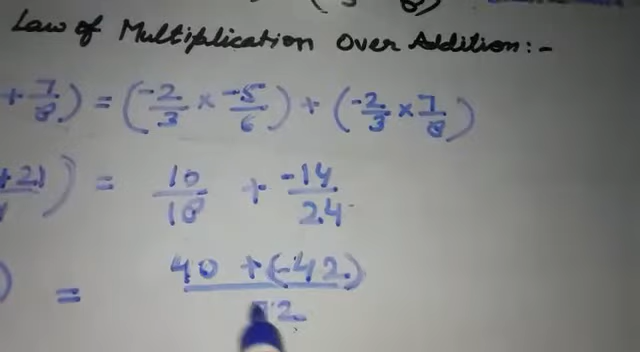 Law of Multiplication Over Addition:-
+ 7/8) = (-2/3 × -5/6) + (-2/3 × 7/8)
+21) = 10/18 + -14/24
) = 40 + (-42)/72